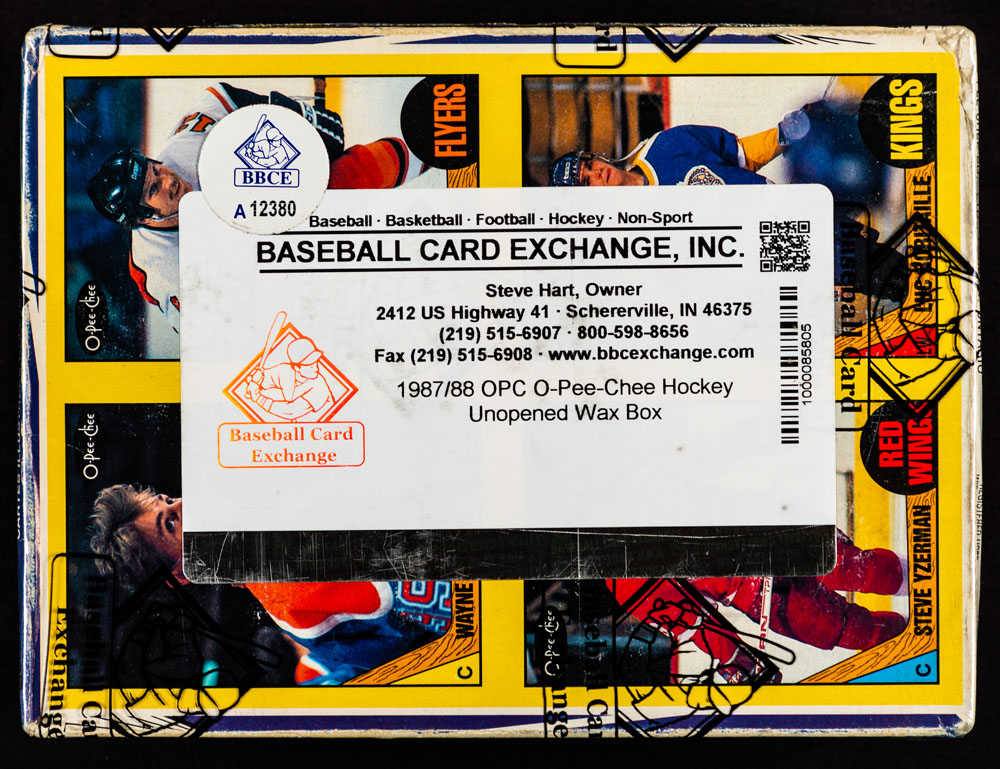 BBCE
A 12380
Baseball · Basketball · Football · Hockey · Non-Sport
BASEBALL CARD EXCHANGE, INC.
Steve Hart, Owner
2412 US Highway 41 · Schererville, IN 46375
(219) 515-6907 · 800-598-8656
Fax (219) 515-6908 · www.bbcexchange.com
1987/88 OPC O-Pee-Chee Hockey
Unopened Wax Box
Baseball Card
Exchange
1000085805
FLYERS
O-Pee-Chee
KINGS
O-Pee-Chee
WAYNE
C
RED
WINGS
STEVE YZERMAN
O-Pee-Chee
C
Baseball Card
Exchange